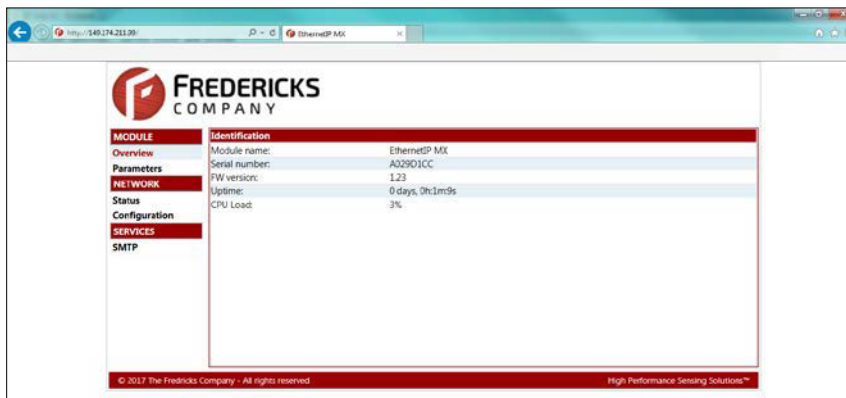 http://149.174.211.39/
EthernetIP MX
FREDERICKS
COMPANY
MODULE
Overview
Parameters
NETWORK
Status
Configuration
SERVICES
SMTP
Identification
Module name: EthernetIP MX
Serial number: A029D1CC
FW version: 1.23
Uptime: 0 days, 0h:1m:9s
CPU Load: 3%
© 2017 The Fredricks Company - All rights reserved
High Performance Sensing Solutions™